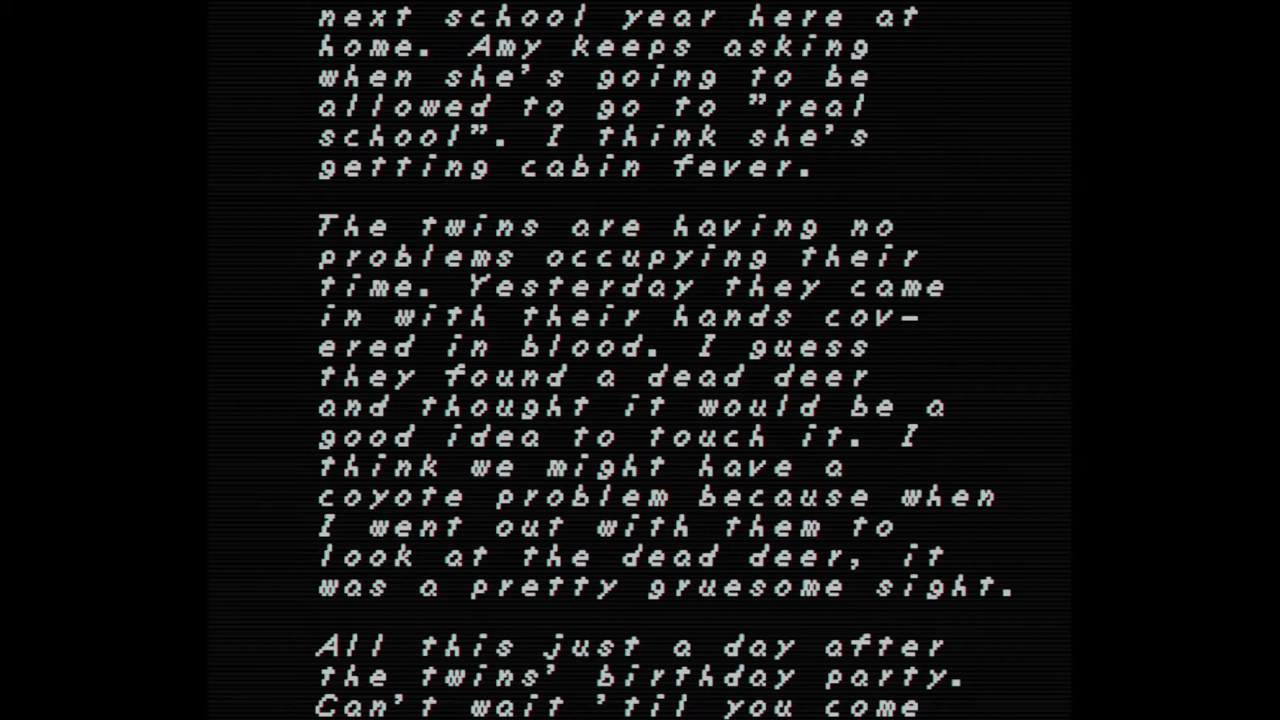 next school year here at
home. Amy keeps asking
when she's going to be
allowed to go to "real
school". I think she's
getting cabin fever.
The twins are having no
problems occupying their
time. Yesterday they came
in with their hands cov-
ered in blood. I guess
they found a dead deer
and thought it would be a
good idea to touch it. I
think we might have a
coyote problem because when
I went out with them to
look at the dead deer, it
was a pretty gruesome sight.
All this just a day after
the twins' birthday party.
Can't wait 'til you come